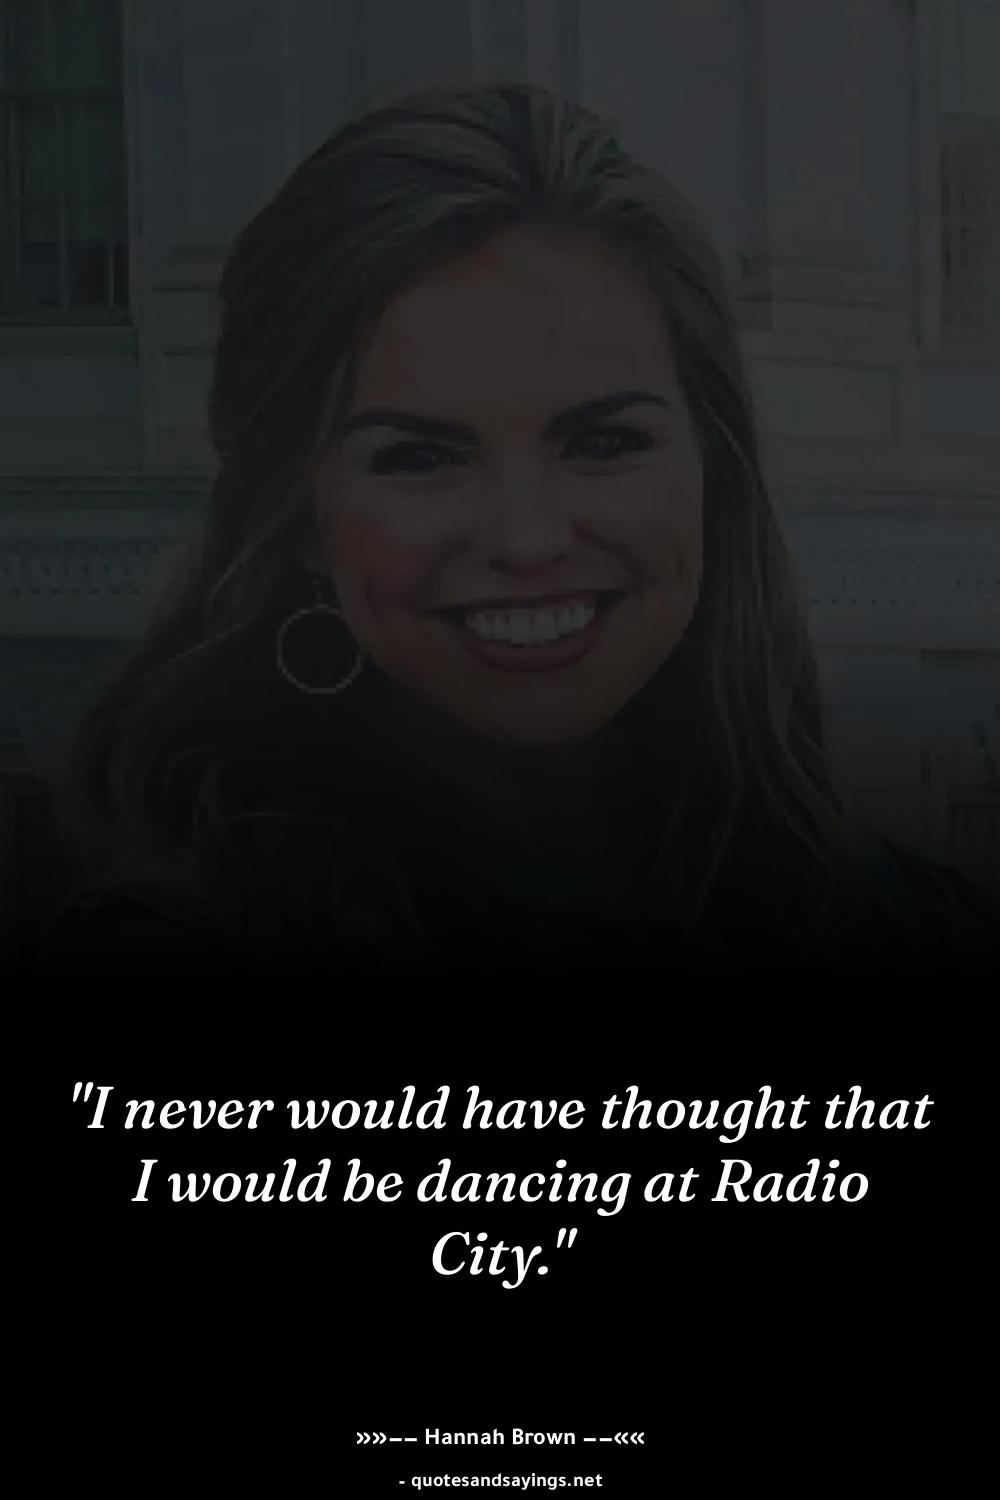 "I never would have thought that
I would be dancing at Radio
City."
»»–– Hannah Brown ––««
- quotesandsayings.net